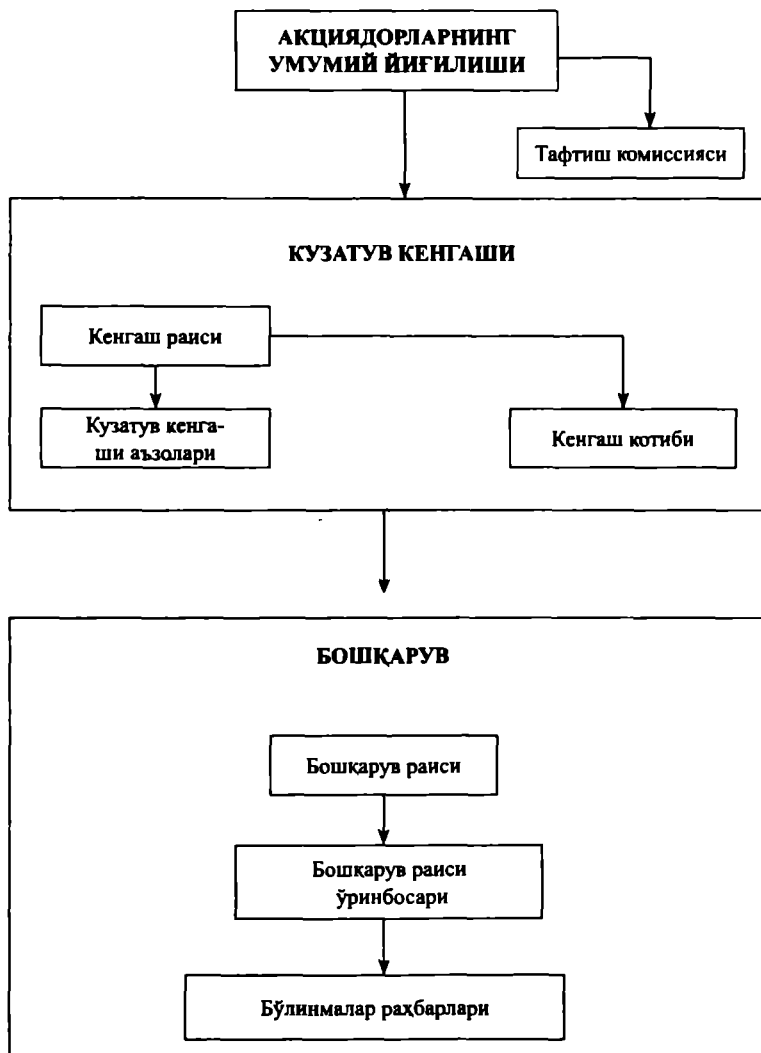 АКЦИЯДОРЛАРНИНГ
УМУМИЙ ЙИҒИЛИШИ
Тафтиш комиссияси
КУЗАТУВ КЕНГАШИ
Кенгаш раиси
Кузатув кенга-
ши аъзолари
Кенгаш котиби
БОШҚАРУВ
Бошқарув раиси
Бошқарув раиси
ўринбосари
Бўлинмалар раҳбарлари